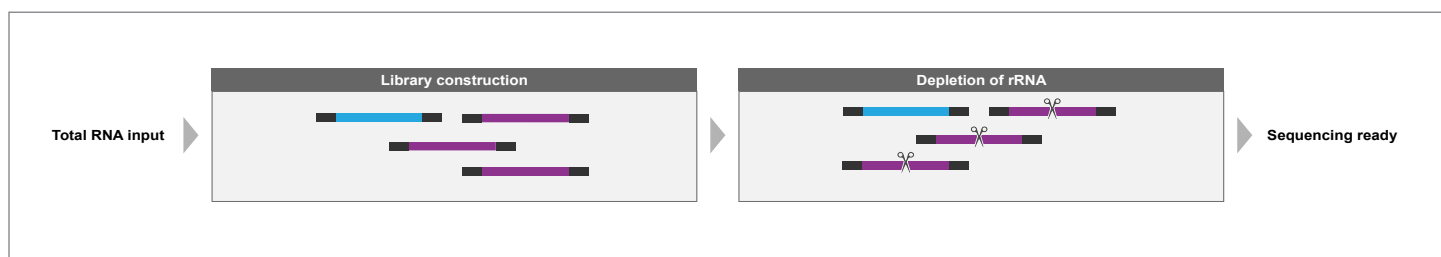 Library construction
Depletion of rRNA
Total RNA input
Sequencing ready